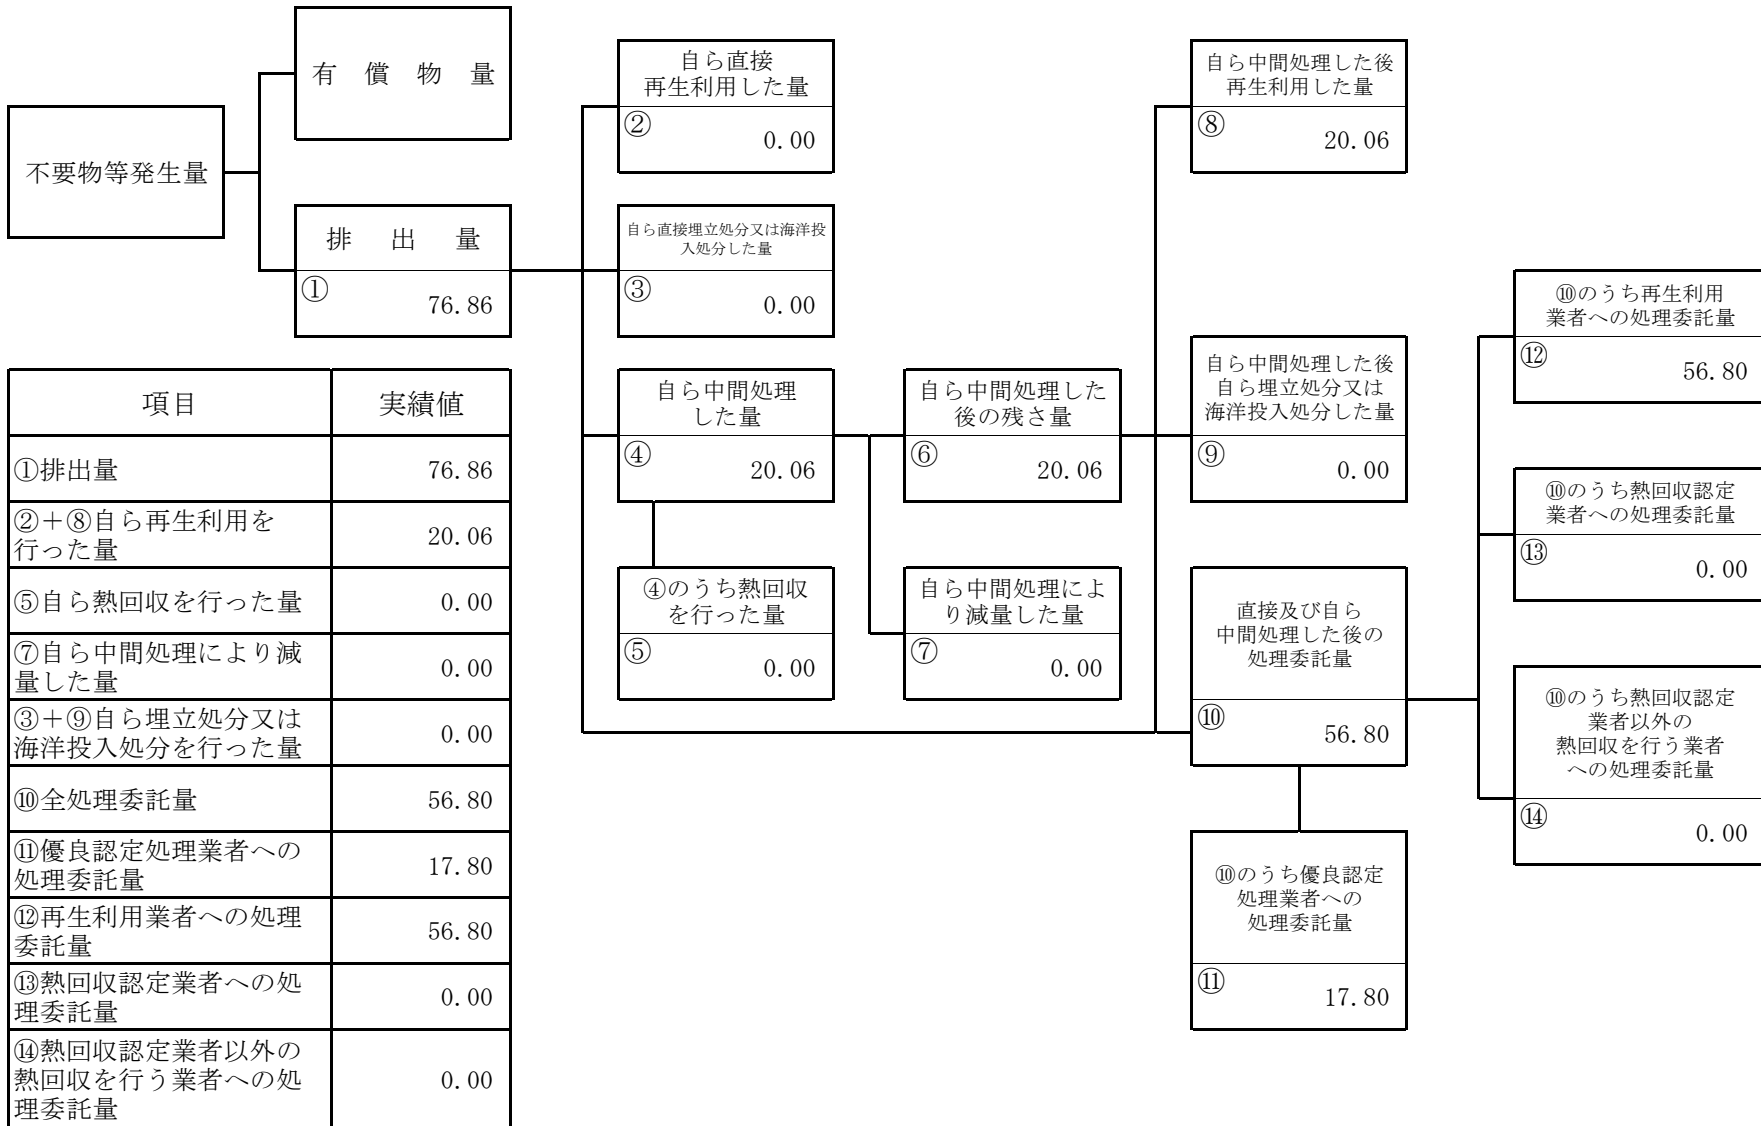 有償物量
不要物等発生量
排出量
①
76.86
自ら直接
再生利用した量
②
0.00
自ら直接埋立処分又は海洋投
入処分した量
③
0.00
自ら中間処理
した量
④
20.06
④のうち熱回収
を行った量
⑤
0.00
自ら中間処理した
後の残さ量
⑥
20.06
自ら中間処理によ
り減量した量
⑦
0.00
自ら中間処理した後
再生利用した量
⑧
20.06
自ら中間処理した後
自ら埋立処分又は
海洋投入処分した量
⑨
0.00
直接及び自ら
中間処理した後の
処理委託量
⑩
56.80
⑩のうち優良認定
処理業者への
処理委託量
⑪
17.80
⑩のうち再生利用
業者への処理委託量
⑫
56.80
⑩のうち熱回収認定
業者への処理委託量
⑬
0.00
⑩のうち熱回収認定
業者以外の
熱回収を行う業者
への処理委託量
⑭
0.00
項目 実績値
①排出量 76.86
②＋⑧自ら再生利用を
行った量 20.06
⑤自ら熱回収を行った量 0.00
⑦自ら中間処理により減
量した量 0.00
③＋⑨自ら埋立処分又は
海洋投入処分を行った量 0.00
⑩全処理委託量 56.80
⑪優良認定処理業者への
処理委託量 17.80
⑫再生利用業者への処理
委託量 56.80
⑬熱回収認定業者への処
理委託量 0.00
⑭熱回収認定業者以外の
熱回収を行う業者への処
理委託量 0.00